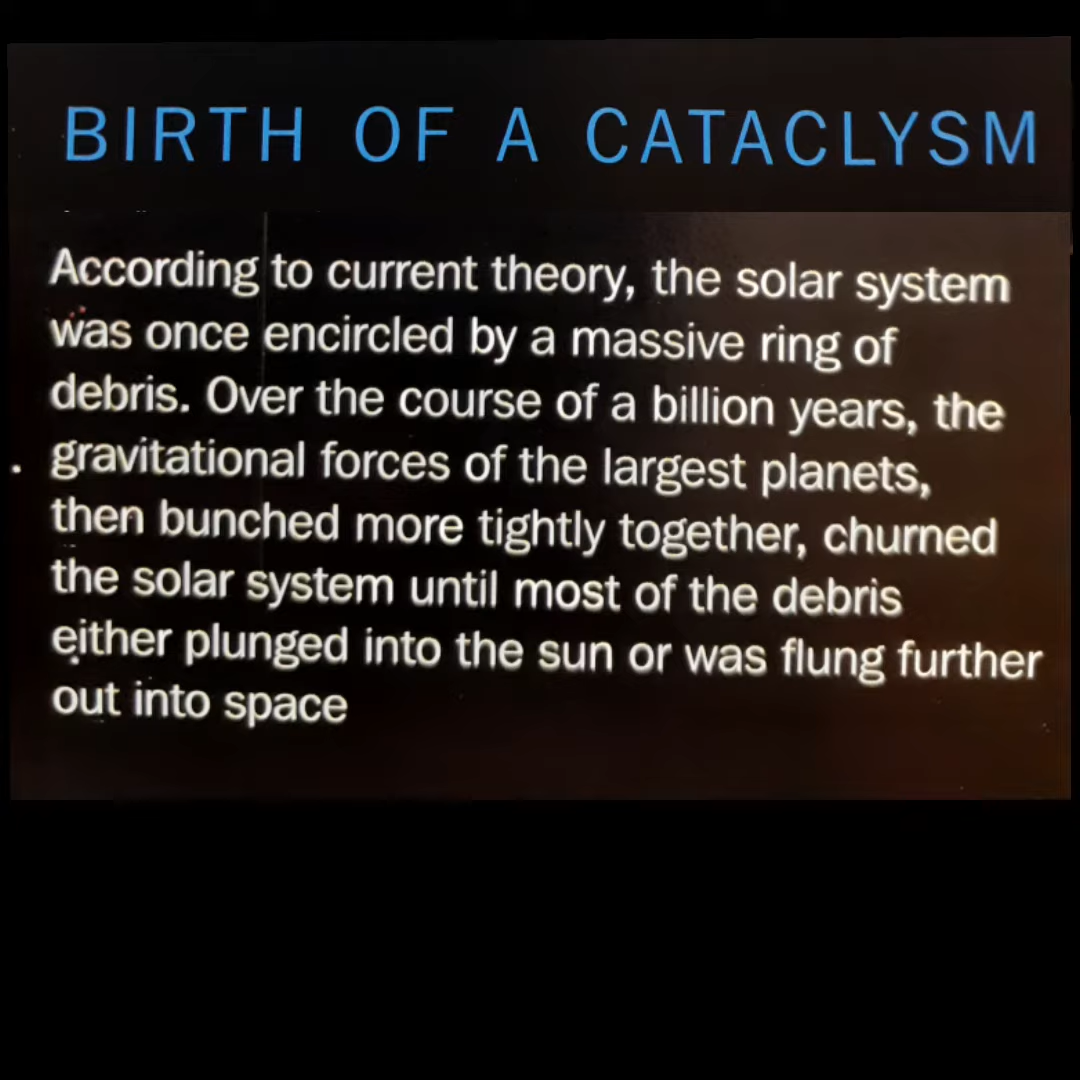 BIRTH OF A CATACLYSM
According to current theory, the solar system
was once encircled by a massive ring of
debris. Over the course of a billion years, the
gravitational forces of the largest planets,
then bunched more tightly together, churned
the solar system until most of the debris
either plunged into the sun or was flung further
out into space